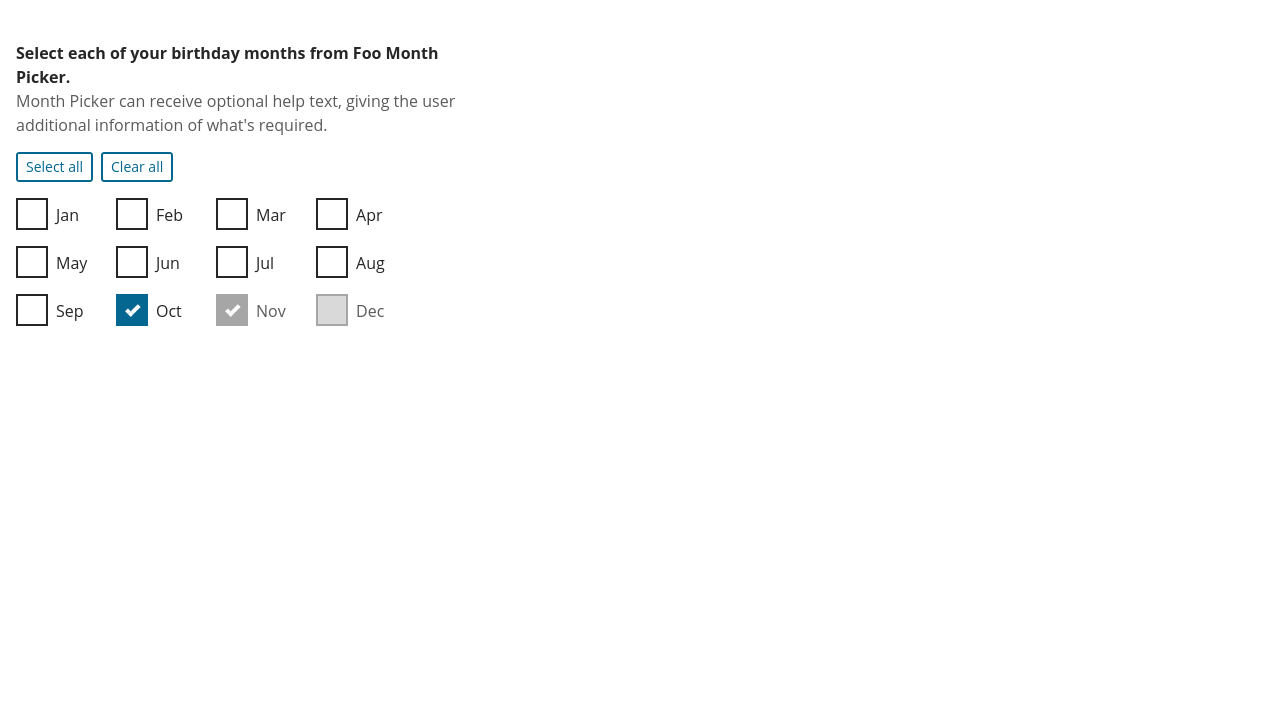 Select each of your birthday months from Foo Month
Picker.
Month Picker can receive optional help text, giving the user
additional information of what's required.
Select all Clear all
Jan Feb Mar Apr
May Jun Jul Aug
Sep Oct Nov Dec